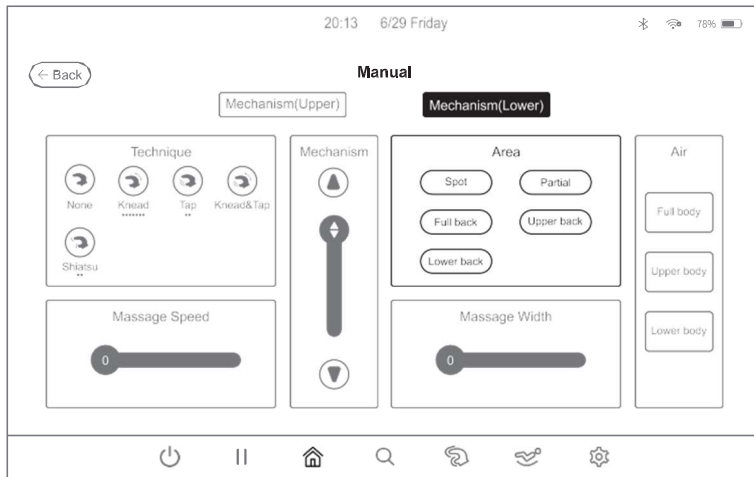 20:13 6/29 Friday 78%
← Back
Manual
Mechanism(Upper) Mechanism(Lower)
Technique
None Knead Tap Knead&Tap
Shiatsu
Mechanism
Area
Spot Partial
Full back Upper back
Lower back
Air
Full body
Upper body
Lower body
Massage Speed
0
Massage Width
0